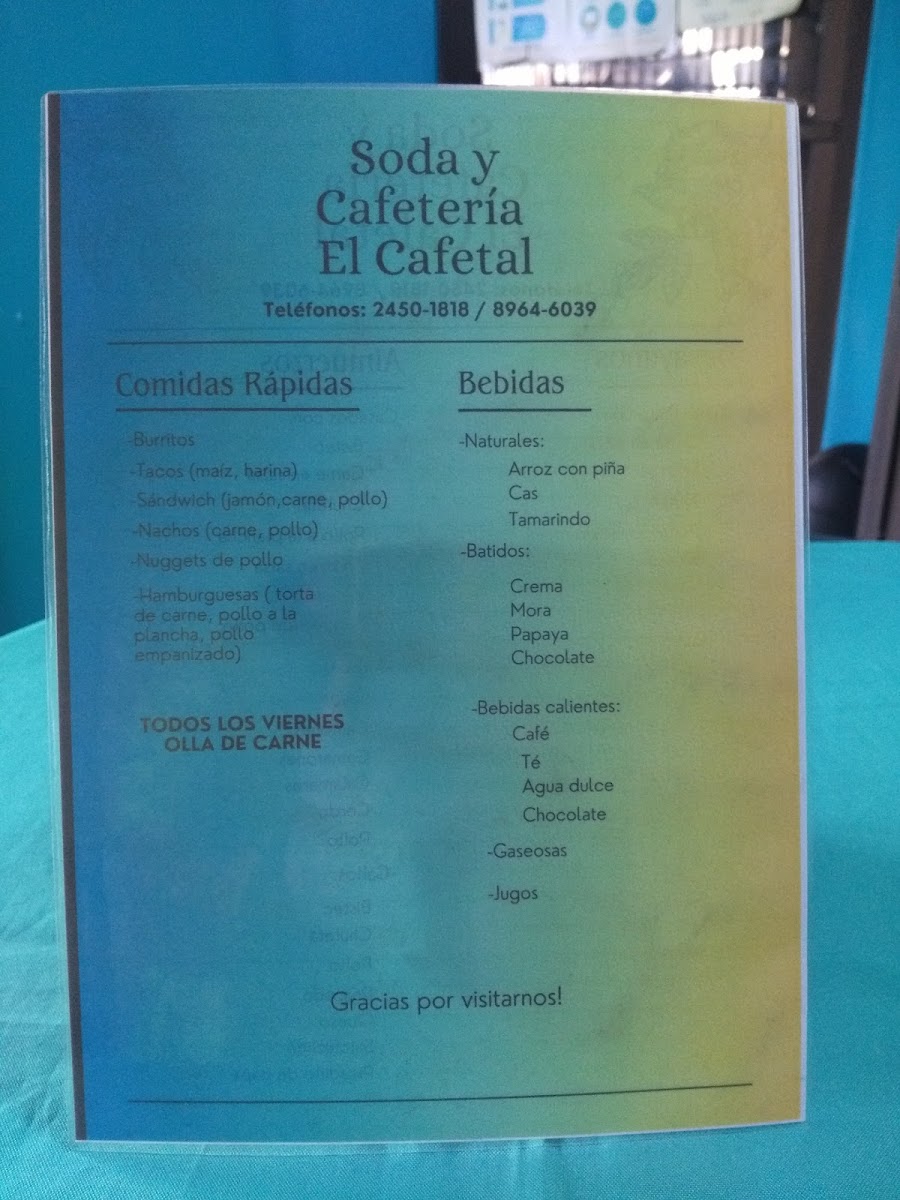 Soda y
Cafetería
El Cafetal
Teléfonos: 2450-1818 / 8964-6039
Comidas Rápidas
-Burritos
-Tacos (maíz, harina)
-Sándwich (jamón,carne, pollo)
-Nachos (carne, pollo)
-Nuggets de pollo
-Hamburguesas ( torta
de carne, pollo a la
plancha, pollo
empanizado)
TODOS LOS VIERNES
OLLA DE CARNE
Bebidas
-Naturales:
Arroz con piña
Cas
Tamarindo
-Batidos:
Crema
Mora
Papaya
Chocolate
-Bebidas calientes:
Café
Té
Agua dulce
Chocolate
-Gaseosas
-Jugos
Gracias por visitarnos!